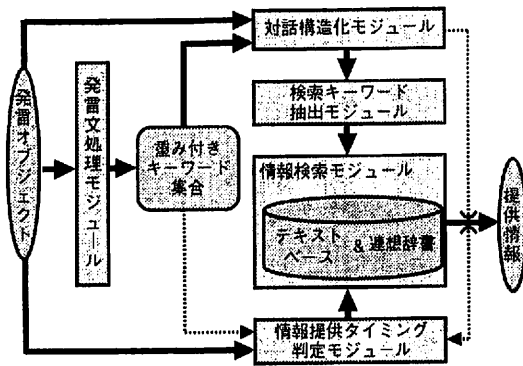 対話構造化モジュール
検索キーワード
抽出モジュール
発言オブジェクト
発言文処理モジュール
重み付き
キーワード
集合
情報検索モジュール
テキスト
ベース
&連想辞書
提供情報
情報提供タイミング
判定モジュール